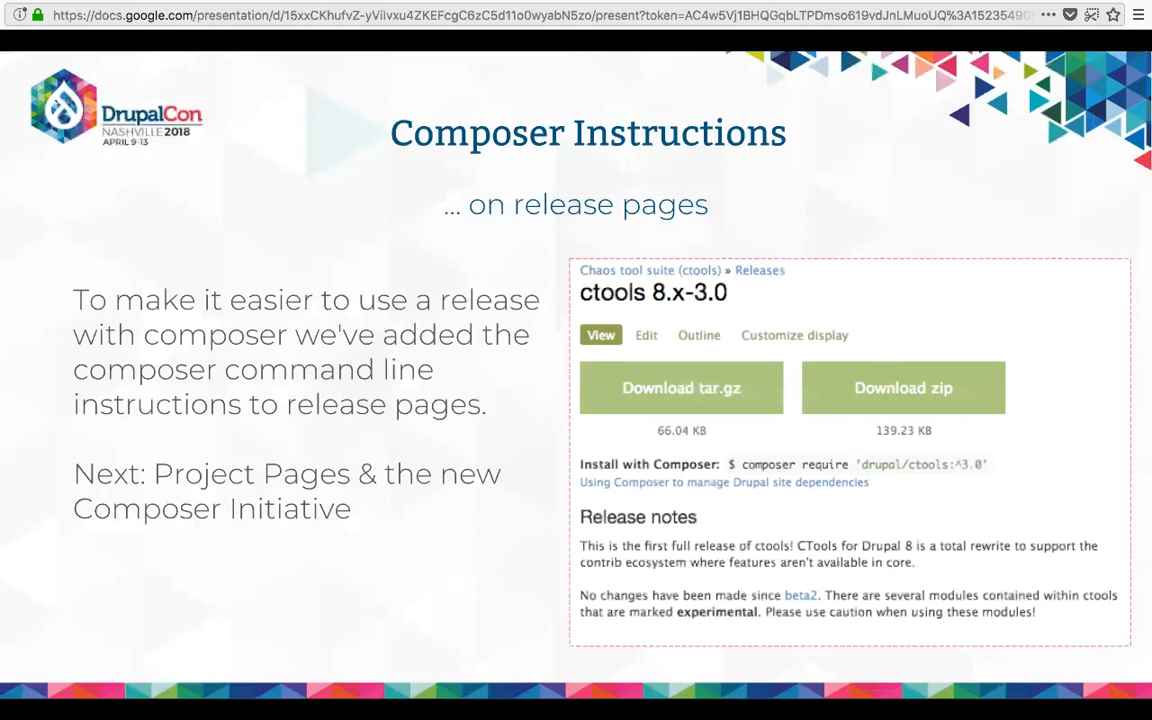 DrupalCon
NASHVILLE 2018
APRIL 9-13
Composer Instructions
... on release pages
To make it easier to use a release
with composer we've added the
composer command line
instructions to release pages.
Next: Project Pages & the new
Composer Initiative
Chaos tool suite (ctools) » Releases
ctools 8.x-3.0
View Edit Outline Customize display
Download tar.gz Download zip
66.04 KB 139.23 KB
Install with Composer: $ composer require 'drupal/ctools:^3.0'
Using Composer to manage Drupal site dependencies
Release notes
This is the first full release of ctools! CTools for Drupal 8 is a total rewrite to support the
contrib ecosystem where features aren't available in core.
No changes have been made since beta2. There are several modules contained within ctools
that are marked experimental. Please use caution when using these modules!